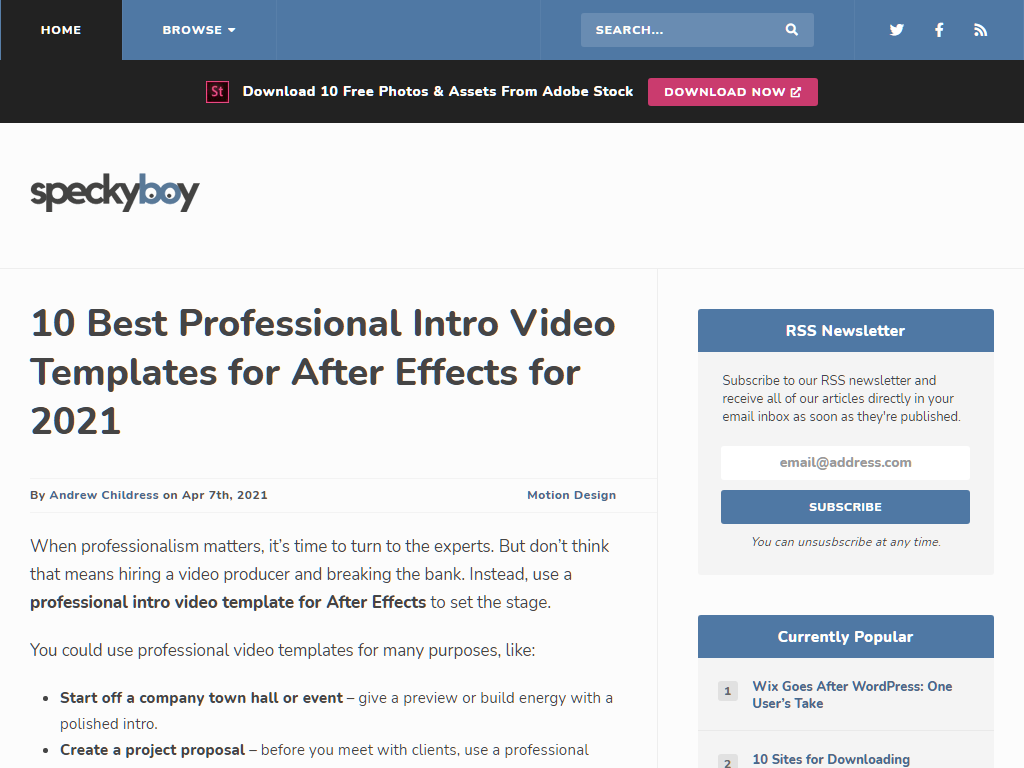 HOME
BROWSE
SEARCH...
St
Download 10 Free Photos & Assets From Adobe Stock
DOWNLOAD NOW
speckyboy
10 Best Professional Intro Video
Templates for After Effects for
2021
By Andrew Childress on Apr 7th, 2021
Motion Design
When professionalism matters, it’s time to turn to the experts. But don’t think
that means hiring a video producer and breaking the bank. Instead, use a
professional intro video template for After Effects to set the stage.
You could use professional video templates for many purposes, like:
• Start off a company town hall or event – give a preview or build energy with a
polished intro.
• Create a project proposal – before you meet with clients, use a professional
RSS Newsletter
Subscribe to our RSS newsletter and
receive all of our articles directly in your
email inbox as soon as they're published.
email@address.com
SUBSCRIBE
You can unsusbscribe at any time.
Currently Popular
1 Wix Goes After WordPress: One
User’s Take
2 10 Sites for Downloading